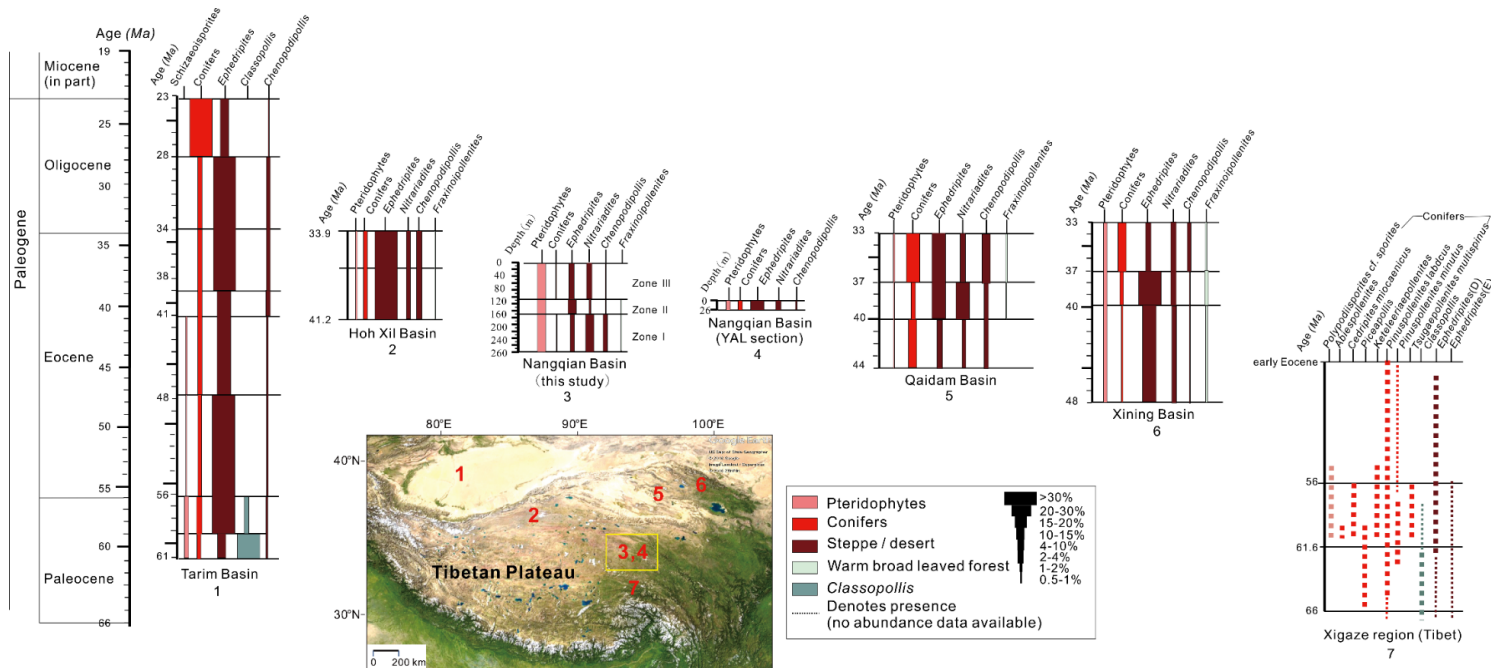 Age (Ma)
Paleogene
Miocene
(in part)
Oligocene
Eocene
Paleocene
19
25
30
35
40
45
50
55
60
66
Age (Ma)
Schizaeoisporites
Conifers
Ephedripites
Classopollis
Chenopodipollis
23
28
34
38
41
56
61
Tarim Basin
1
Age (Ma)
Pteridophytes
Conifers
Ephedripites
Nitrariadites
Chenopodipollis
Fraxinoipollenites
33.9
41.2
Hoh Xil Basin
2
Depth(m)
Pteridophytes
Conifers
Ephedripites
Nitrariadites
Chenopodipollis
Fraxinoipollenites
0
40
80
120
160
200
260
Zone III
Zone II
Zone I
Nangqian Basin
(this study)
3
Depth(m)
Pteridophytes
Conifers
Ephedripites
Nitrariadites
Chenopodipollis
0
26
Nangqian Basin
(YAL section)
4
Age (Ma)
Pteridophytes
Conifers
Ephedripites
Nitrariadites
Chenopodipollis
Fraxinoipollenites
33
37
40
44
Qaidam Basin
5
Age (Ma)
Pteridophytes
Conifers
Ephedripites
Nitrariadites
Chenopodipollis
Fraxinoipollenites
33
37
40
48
Xining Basin
6
Conifers
Age (Ma)
Polypodiisporites cf. sporites
Abiespollenites
Cedripites miocaenicus
Piceapollis
Keteleeriaepollenites
Pinuspollenites labdcus
Pinuspollenites minutus
Tsugaepollenites multispinus
Classopollis
Ephedripites(D)
Ephedripites(E)
early Eocene
56
61.6
66
Xigaze region (Tibet)
7
80°E
90°E
100°E
40°N
30°N
1
2
3,4
5
6
7
Tibetan Plateau
0 200 km
Pteridophytes
Conifers
Steppe / desert
Warm broad leaved forest
Classopollis
Denotes presence
(no abundance data available)
>30%
20-30%
15-20%
10-15%
4-10%
2-4%
1-2%
0.5-1%